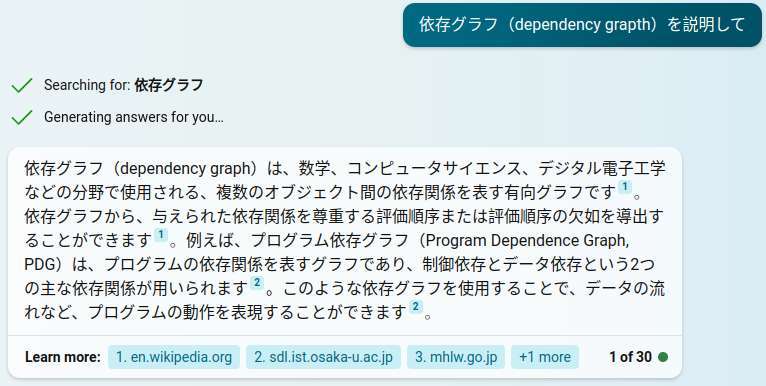 依存グラフ（dependency grapth）を説明して
Searching for: 依存グラフ
Generating answers for you…
依存グラフ（dependency graph）は、数学、コンピュータサイエンス、デジタル電子工学
などの分野で使用される、複数のオブジェクト間の依存関係を表す有向グラフです 1 。
依存グラフから、与えられた依存関係を尊重する評価順序または評価順序の欠如を導出す
ることができます 1 。例えば、プログラム依存グラフ（Program Dependence Graph,
PDG）は、プログラムの依存関係を表すグラフであり、制御依存とデータ依存という2つ
の主な依存関係が用いられます 2 。このような依存グラフを使用することで、データの流
れなど、プログラムの動作を表現することができます 2 。
Learn more: 1. en.wikipedia.org 2. sdl.ist.osaka-u.ac.jp 3. mhlw.go.jp +1 more 1 of 30